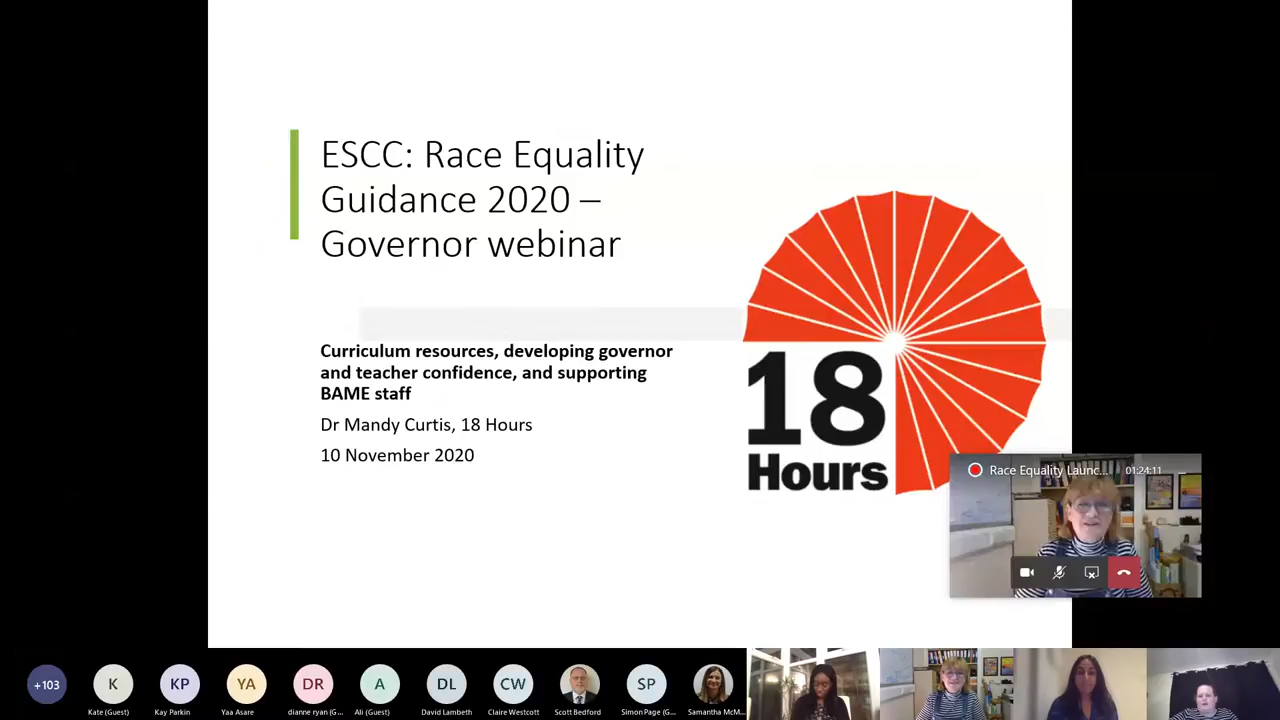 ESCC: Race Equality
Guidance 2020 –
Governor webinar
Curriculum resources, developing governor
and teacher confidence, and supporting
BAME staff
Dr Mandy Curtis, 18 Hours
10 November 2020
18
Hours
Race Equality Launc... 01:24:11
+103 K KP YA DR A DL CW SP
Kate (Guest) Kay Parkin Yaa Asare dianne ryan (G... Ali (Guest) David Lambeth Claire Westcott Scott Bedford Simon Page (G... Samantha McM...